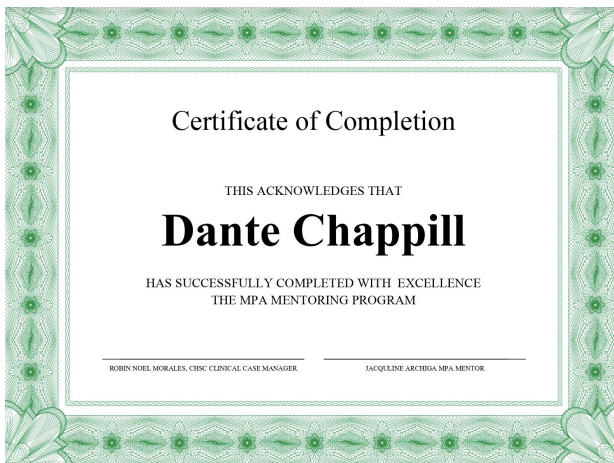 Certificate of Completion
THIS ACKNOWLEDGES THAT
Dante Chappill
HAS SUCCESSFULLY COMPLETED WITH EXCELLENCE
THE MPA MENTORING PROGRAM
ROBIN NOEL MORALES, CHSC CLINICAL CASE MANAGER
JACQULINE ARCHIGA MPA MENTOR